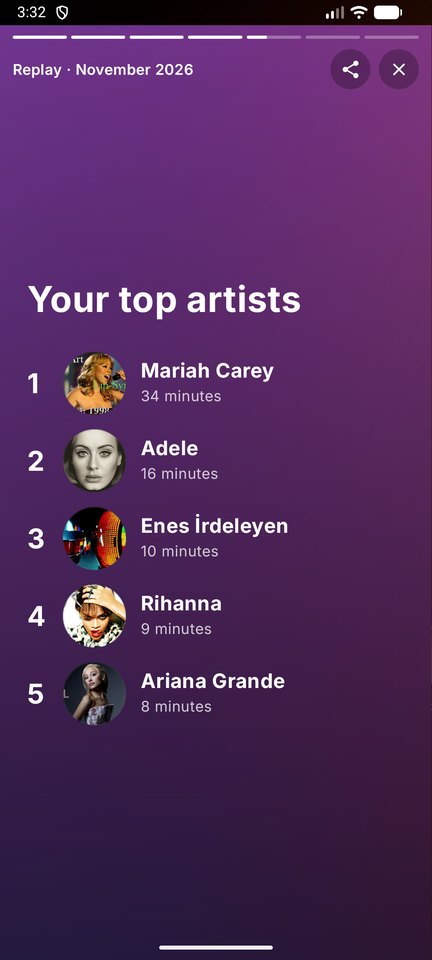 3:32
Replay · November 2026
Your top artists
1
Mariah Carey
34 minutes
1998
2
Adele
16 minutes
3
Enes İrdeleyen
10 minutes
4
Rihanna
9 minutes
5
L
Ariana Grande
8 minutes